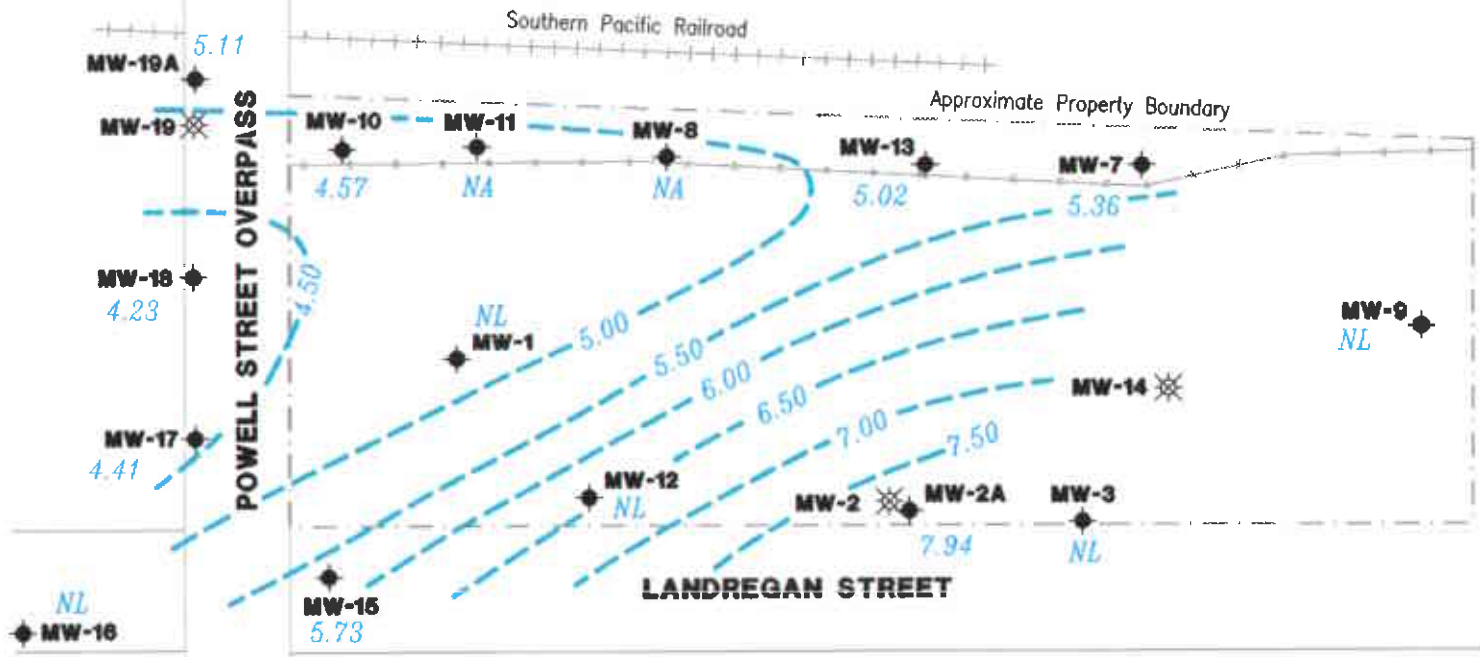 Southern Pacific Railroad
5.11
MW-19A
Approximate Property Boundary
MW-19
MW-10
MW-11
MW-8
MW-13
MW-7
4.57
NA
NA
5.02
5.36
POWELL STREET OVERPASS
MW-18
4.23
4.50
NL
MW-1
5.00
5.50
6.00
6.50
7.00
7.50
MW-9
NL
MW-14
MW-17
4.41
MW-12
NL
MW-2
MW-2A
7.94
MW-3
NL
LANDREGAN STREET
MW-15
5.73
NL
MW-16